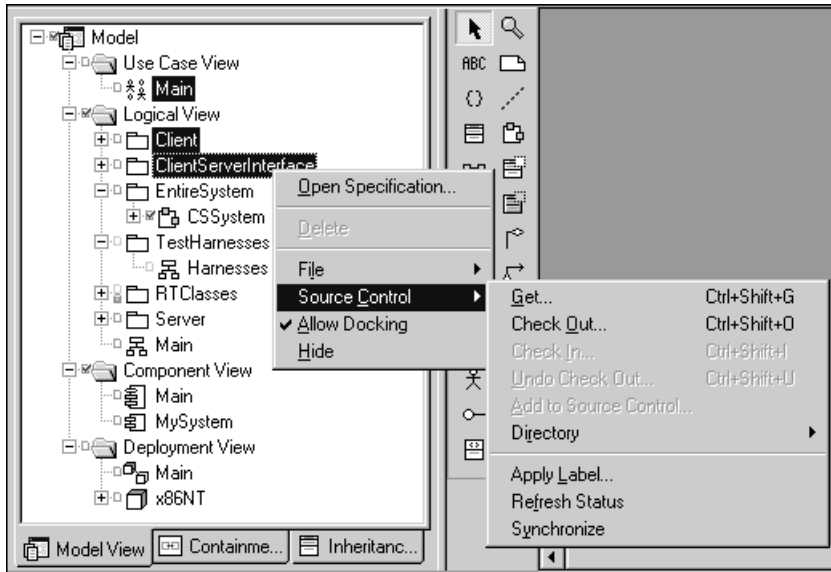 Model
Use Case View
Main
Logical View
Client
ClientServerInterface
EntireSystem
CSSystem
TestHarnesses
Harnesses
RTClasses
Server
Main
Component View
Main
MySystem
Deployment View
Main
x86NT
Model View Containme... Inheritanc...
ABC
Open Specification...
Delete
File
Source Control
Allow Docking
Hide
Get... Ctrl+Shift+G
Check Out... Ctrl+Shift+O
Check In... Ctrl+Shift+I
Undo Check Out... Ctrl+Shift+U
Add to Source Control...
Directory
Apply Label...
Refresh Status
Synchronize